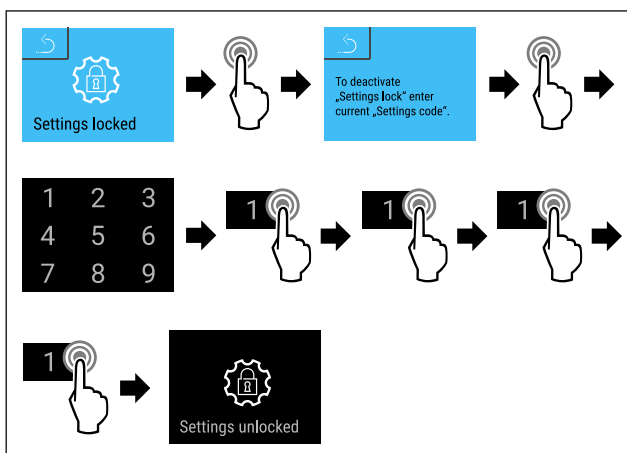 Settings locked
To deactivate
„Settings lock“ enter
current „Settings code“.
1 2 3
4 5 6
7 8 9
1
1
1
1
Settings unlocked